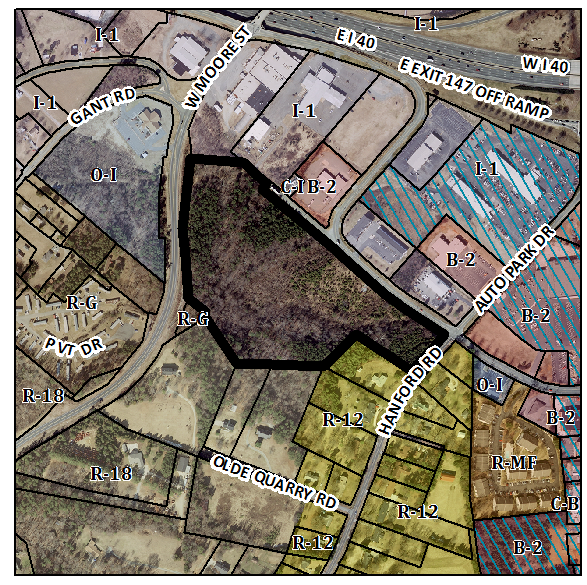 I-1
I-1
E I 40
W I 40
W MOORE ST
E EXIT 147 OFF RAMP
I-1
GANT RD
I-1
O-I
C-I
B-2
I-1
B-2
AUTO PARK DR
R-G
R-G
B-2
PVT DR
HANFORD RD
R-18
O-I
R-12
B-2
R-18
OLDE QUARRY RD
R-MF
R-12
C-B
R-12
B-2